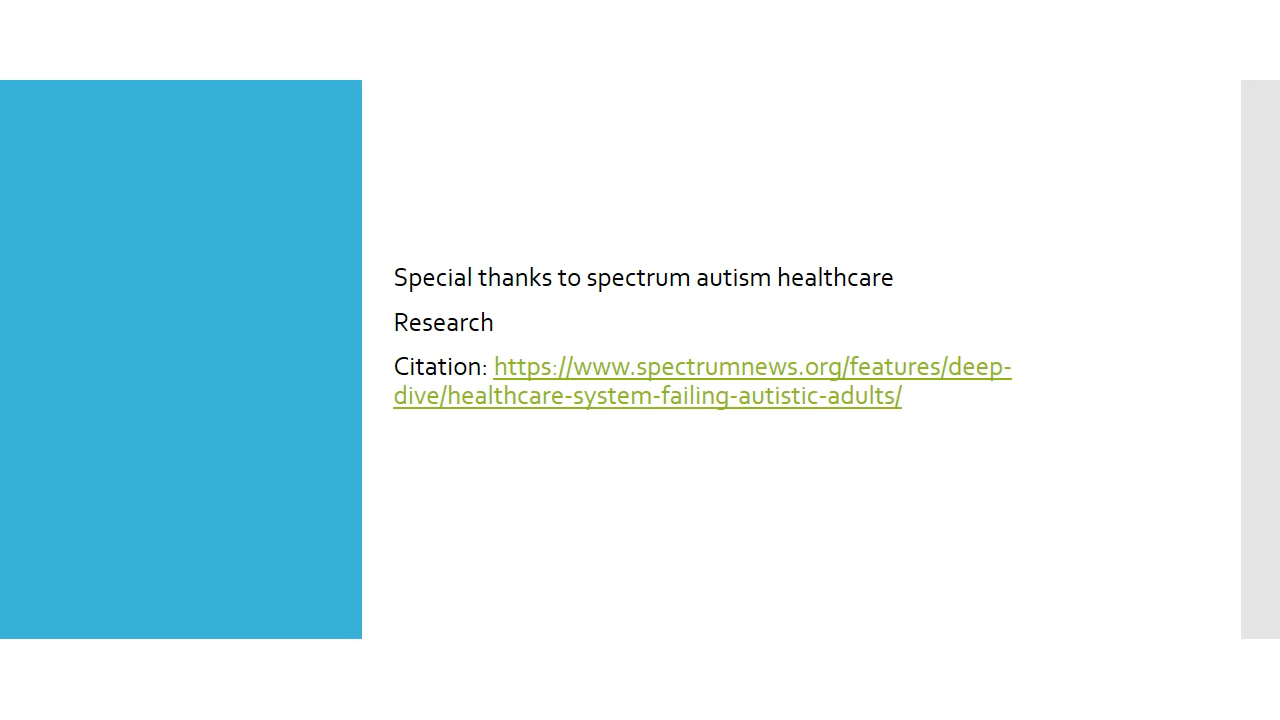 Special thanks to spectrum autism healthcare
Research
Citation: https://www.spectrumnews.org/features/deep-
dive/healthcare-system-failing-autistic-adults/